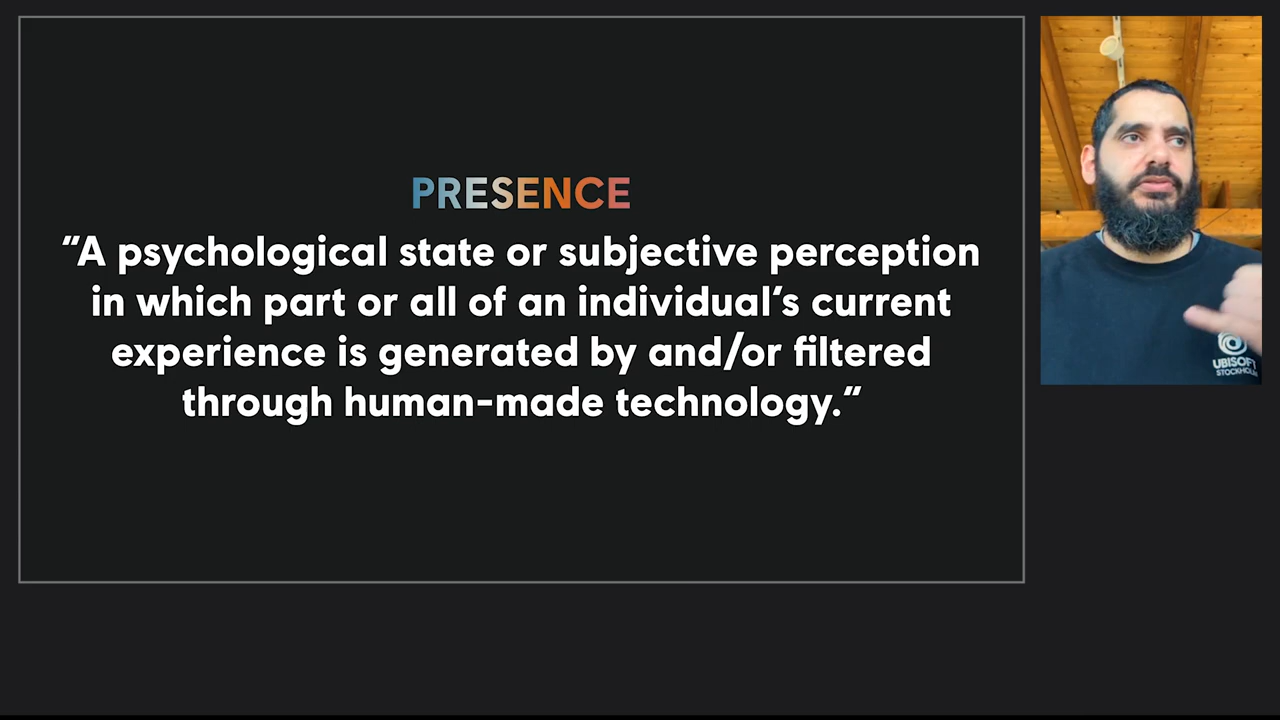 PRESENCE
“A psychological state or subjective perception
in which part or all of an individual’s current
experience is generated by and/or filtered
through human-made technology.“
UBISOFT
STOCKHOLM